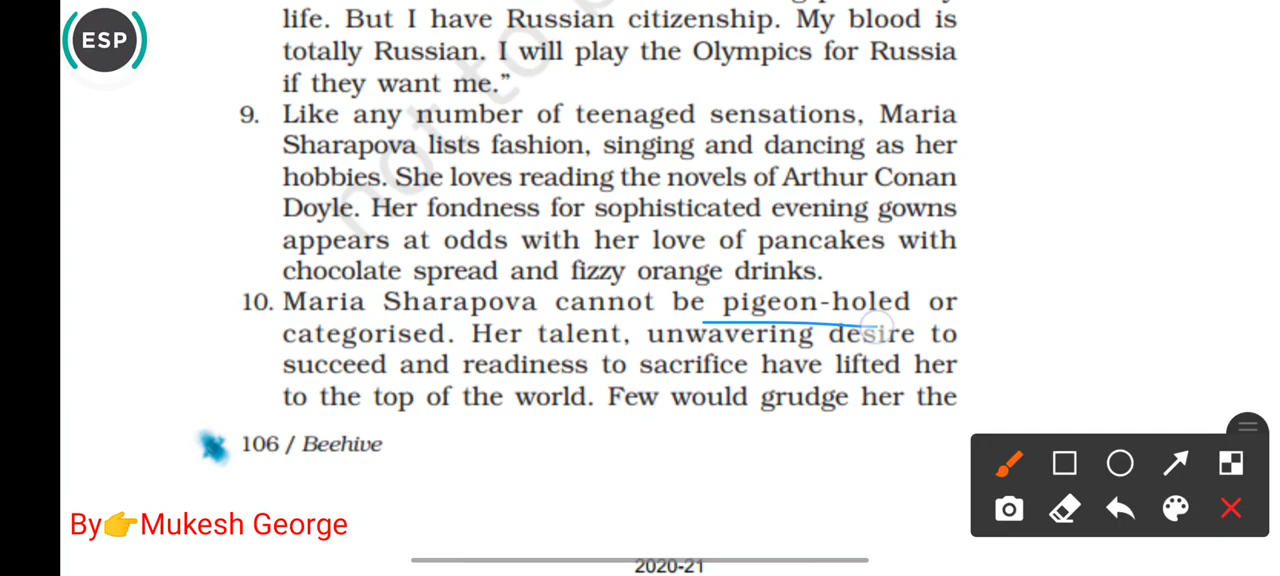 ESP
life. But I have Russian citizenship. My blood is
totally Russian. I will play the Olympics for Russia
if they want me.”
9. Like any number of teenaged sensations, Maria
Sharapova lists fashion, singing and dancing as her
hobbies. She loves reading the novels of Arthur Conan
Doyle. Her fondness for sophisticated evening gowns
appears at odds with her love of pancakes with
chocolate spread and fizzy orange drinks.
10. Maria Sharapova cannot be pigeon-holed or
categorised. Her talent, unwavering desire to
succeed and readiness to sacrifice have lifted her
to the top of the world. Few would grudge her the
106 / Beehive
By👉Mukesh George
2020-21